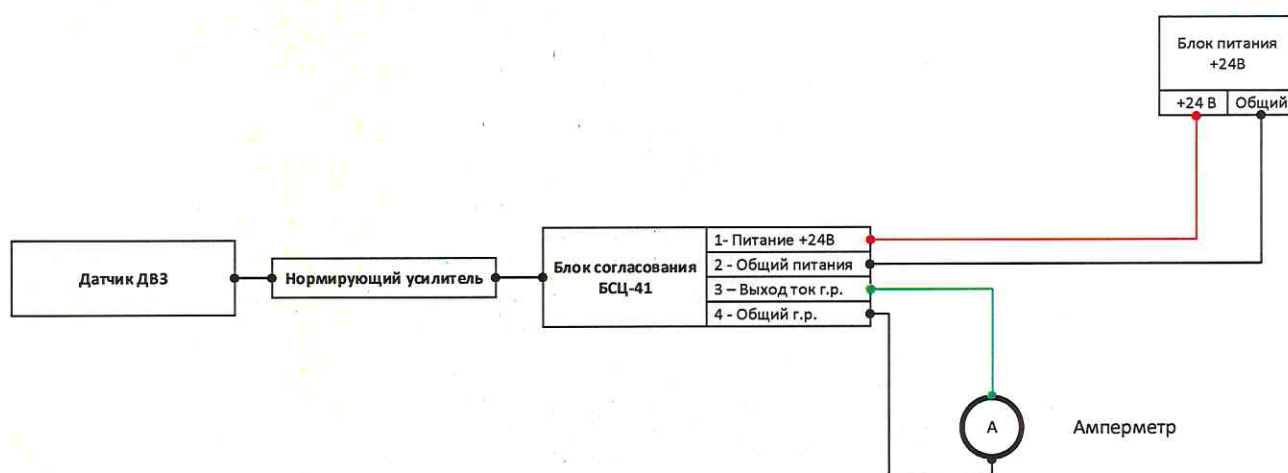 Блок питания
+24В
+24 В
Общий
Датчик ДВЗ
Нормирующий усилитель
Блок согласования
БСЦ-41
1- Питание +24В
2 - Общий питания
3 – Выход ток г.р.
4 - Общий г.р.
А
Амперметр